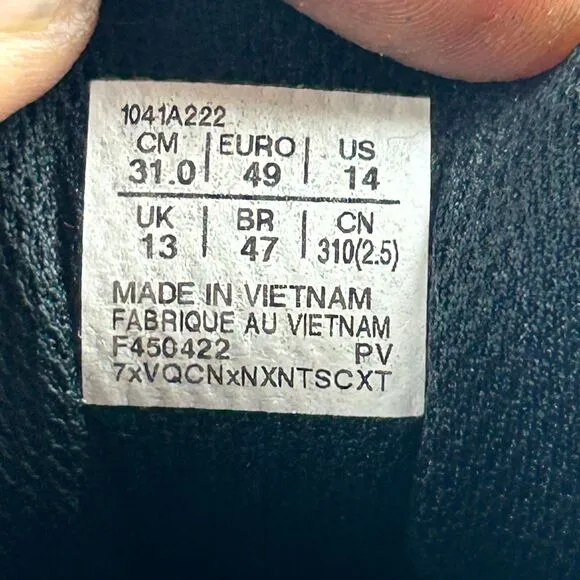 1041A222
CM | EURO | US
31.0 | 49 | 14
UK | BR | CN
13 | 47 | 310(2.5)
MADE IN VIETNAM
FABRIQUE AU VIETNAM
F450422 PV
7xVQCNxNXNTSCXT